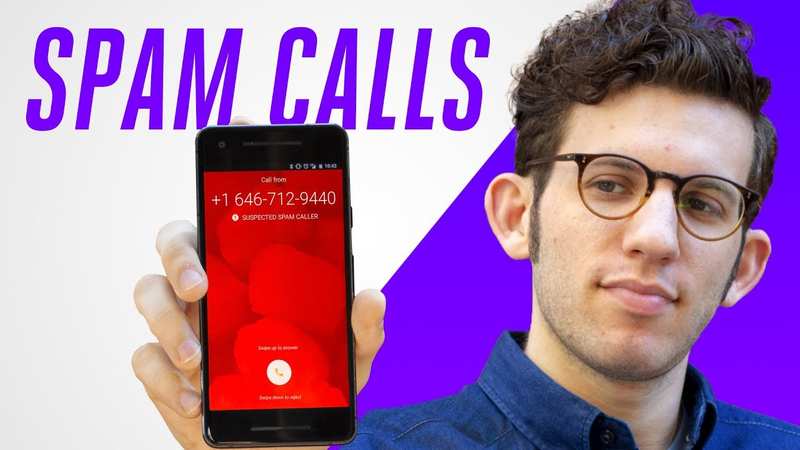 SPAM CALLS
10:43
Call from
+1 646-712-9440
SUSPECTED SPAM CALLER
Swipe up to answer
Swipe down to reject